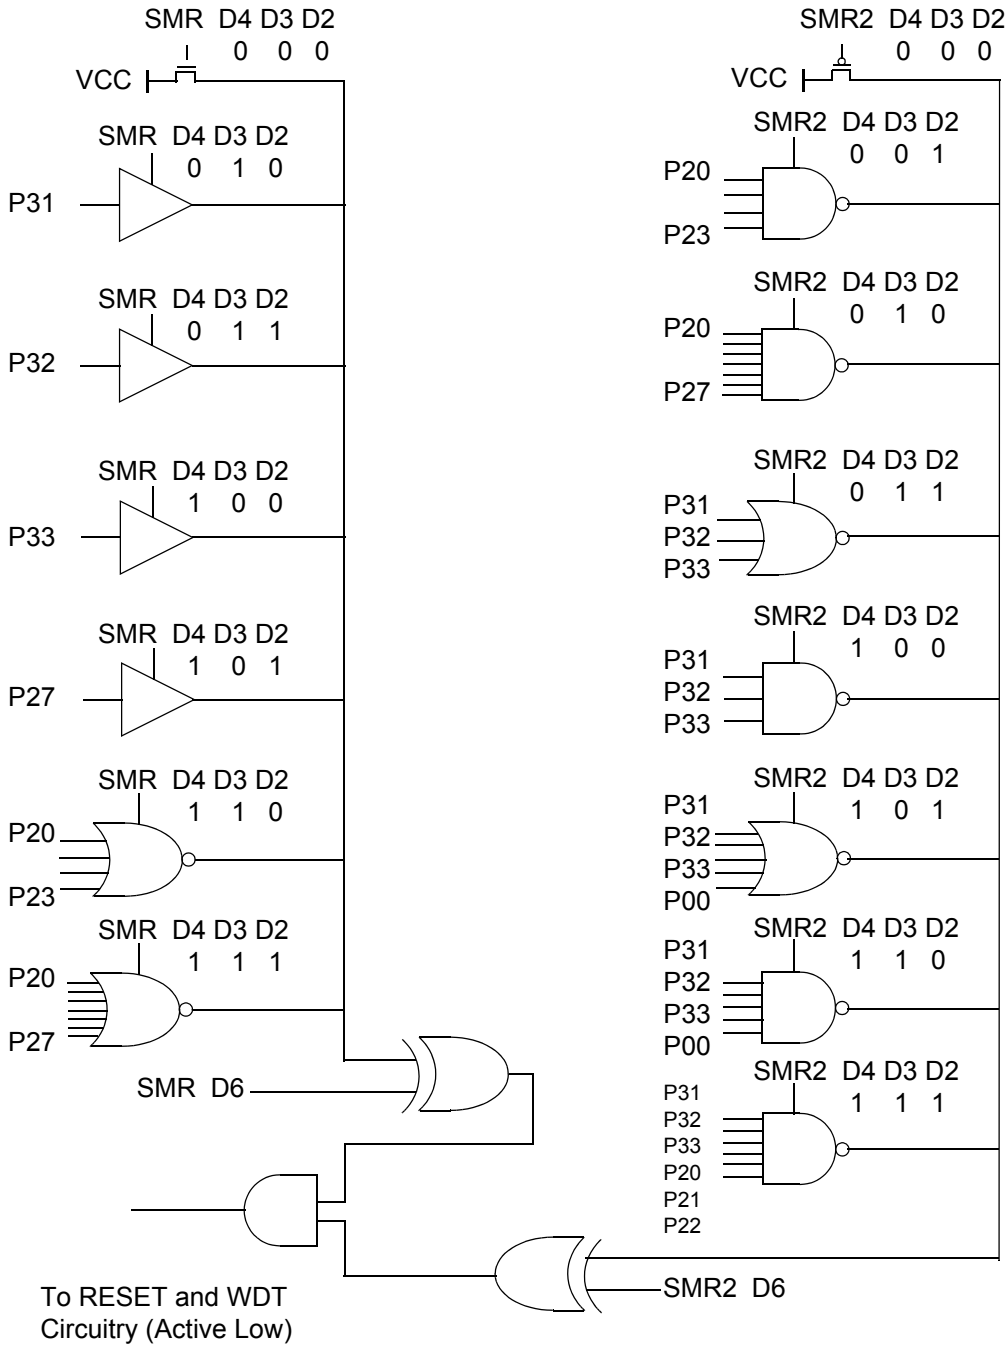 SMR D4 D3 D2
0 0 0
VCC
SMR D4 D3 D2
0 1 0
P31
SMR D4 D3 D2
0 1 1
P32
SMR D4 D3 D2
1 0 0
P33
SMR D4 D3 D2
1 0 1
P27
SMR D4 D3 D2
1 1 0
P20
P23
SMR D4 D3 D2
1 1 1
P20
P27
SMR D6
To RESET and WDT
Circuitry (Active Low)
SMR2 D4 D3 D2
0 0 0
VCC
SMR2 D4 D3 D2
0 0 1
P20
P23
SMR2 D4 D3 D2
0 1 0
P20
P27
SMR2 D4 D3 D2
0 1 1
P31
P32
P33
SMR2 D4 D3 D2
1 0 0
P31
P32
P33
SMR2 D4 D3 D2
1 0 1
P31
P32
P33
P00
SMR2 D4 D3 D2
1 1 0
P31
P32
P33
P00
SMR2 D4 D3 D2
1 1 1
P31
P32
P33
P20
P21
P22
SMR2 D6